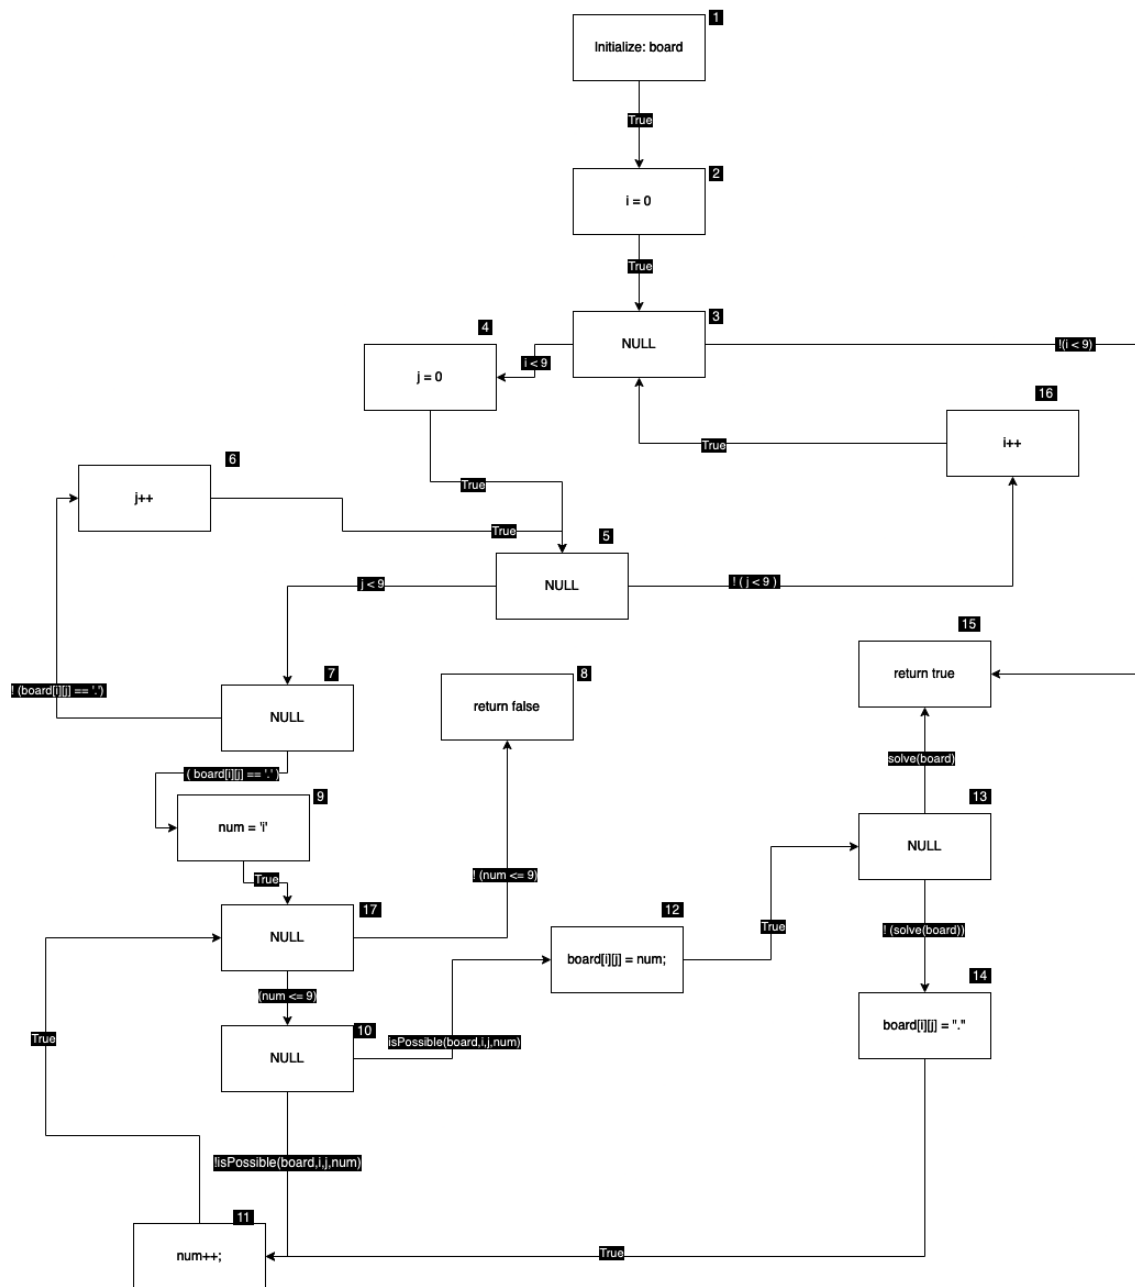 1
Initialize: board
True
2
i = 0
True
3
NULL
4
j = 0
i < 9
!(i < 9)
16
i++
True
6
j++
True
True
5
NULL
j < 9
! ( j < 9 )
15
return true
7
NULL
8
return false
! (board[i][j] == '.')
( board[i][j] == '.' )
solve(board)
9
num = 'i'
13
NULL
True
! (num <= 9)
17
NULL
12
board[i][j] = num;
True
! (solve(board))
(num <= 9)
14
board[i][j] = "."
10
NULL
isPossible(board,i,j,num)
True
!isPossible(board,i,j,num)
11
num++;
True